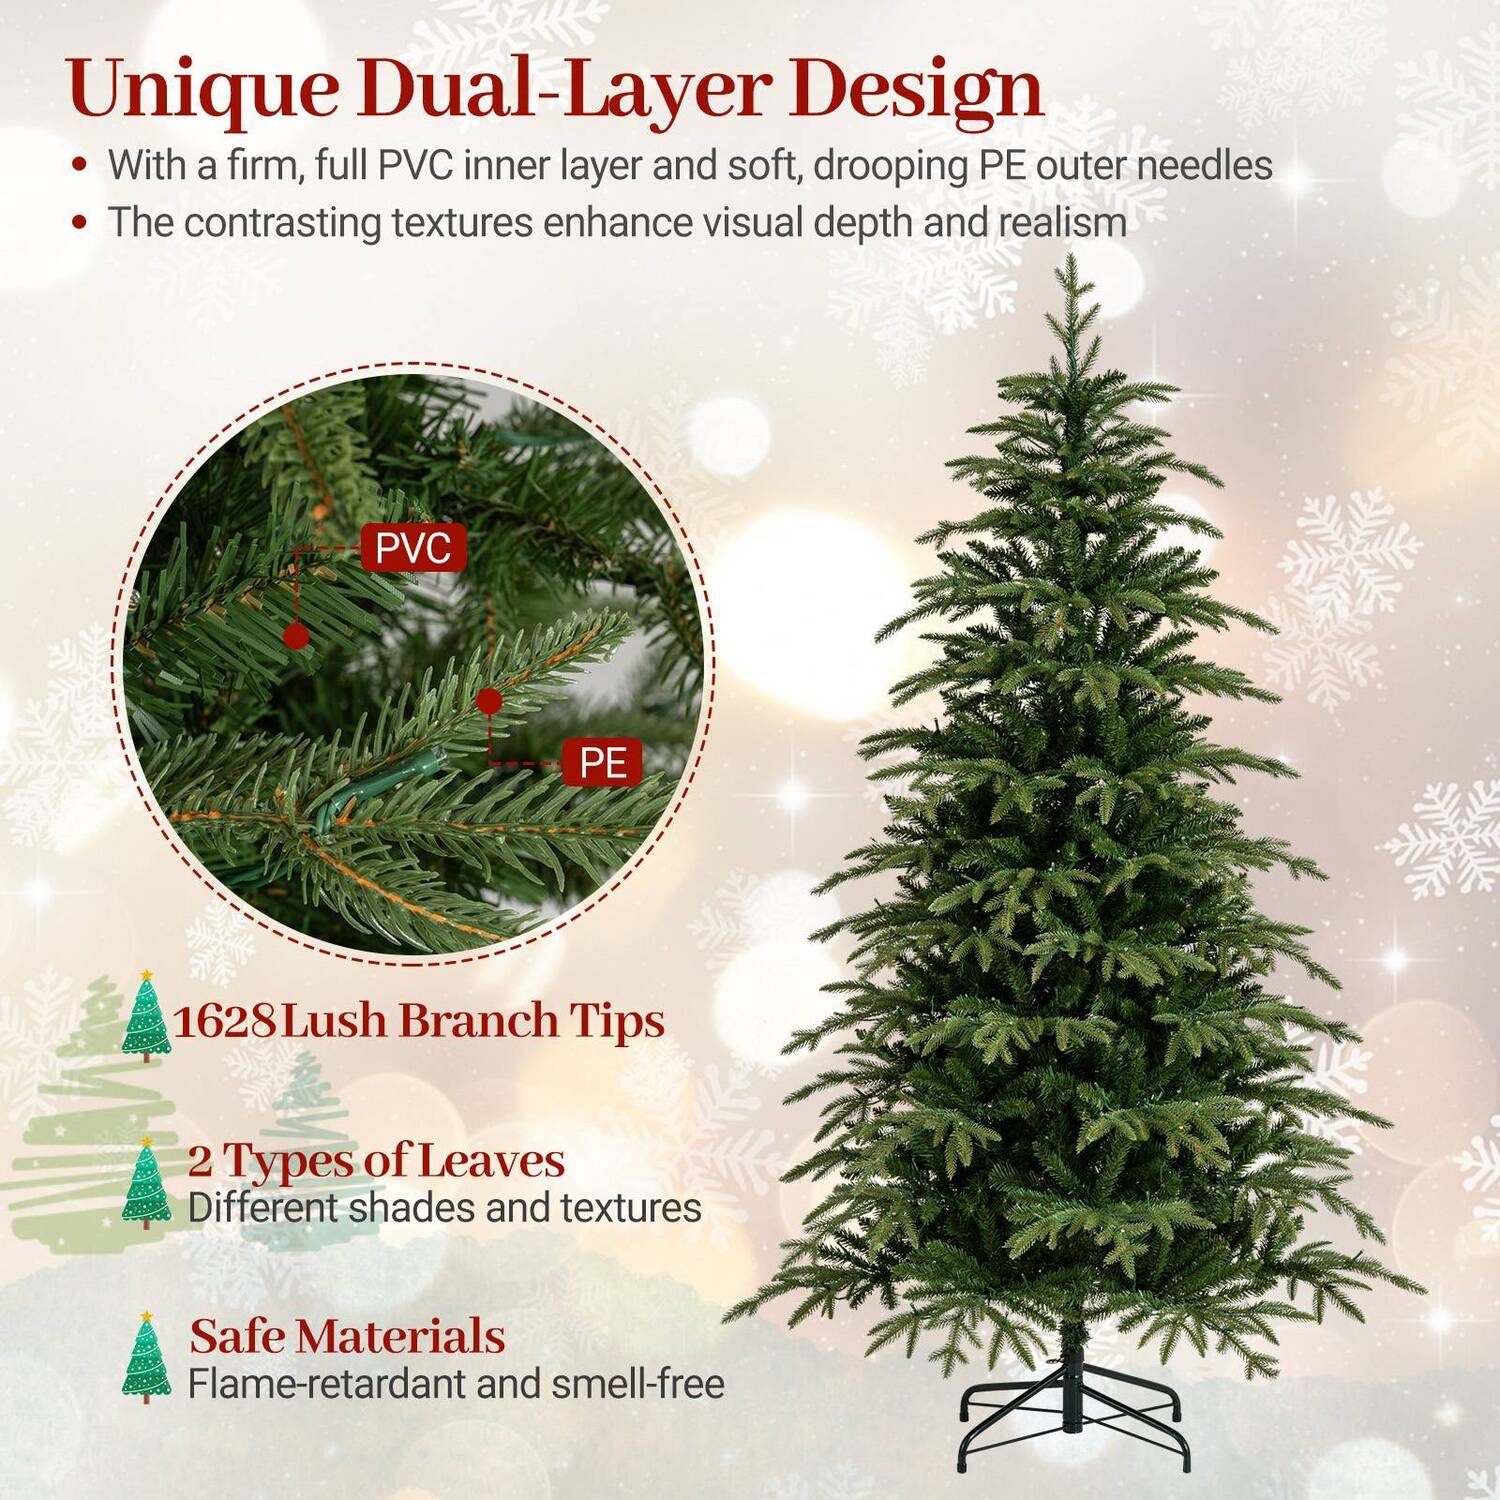 Unique Dual-Layer Design
• With a firm, full PVC inner layer and soft, drooping PE outer needles
• The contrasting textures enhance visual depth and realism
PVC
PE
1628 Lush Branch Tips
2 Types of Leaves
Different shades and textures
Safe Materials
Flame-retardant and smell-free